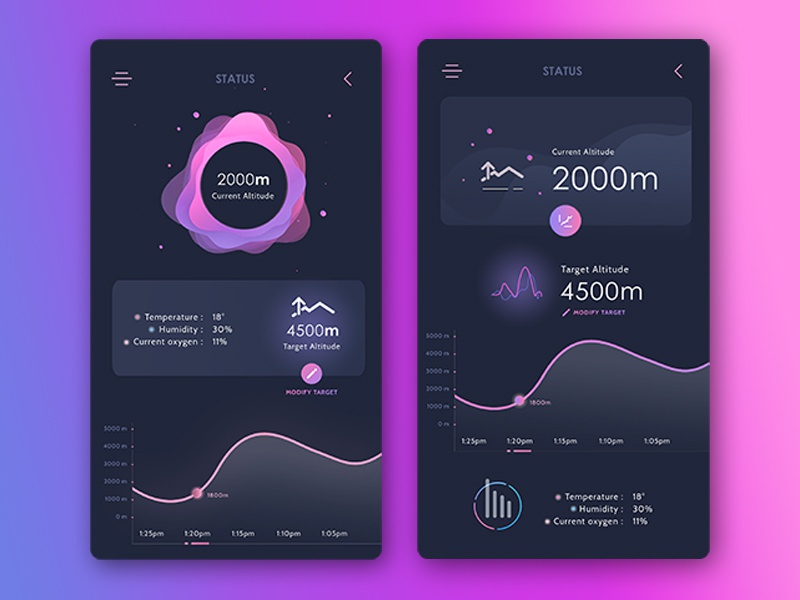 STATUS
2000m
Current Altitude
Temperature : 18°
Humidity : 30%
Current oxygen : 11%
4500m
Target Altitude
MODIFY TARGET
5000 m
4000 m
3000 m
2000 m
1000 m
0 m
1800m
1:25pm 1:20pm 1:15pm 1:10pm 1:05pm
STATUS
Current Altitude
2000m
Target Altitude
4500m
MODIFY TARGET
5000 m
4000 m
3000 m
2000 m
1000 m
0 m
1800m
1:25pm 1:20pm 1:15pm 1:10pm 1:05pm
Temperature : 18°
Humidity : 30%
Current oxygen : 11%